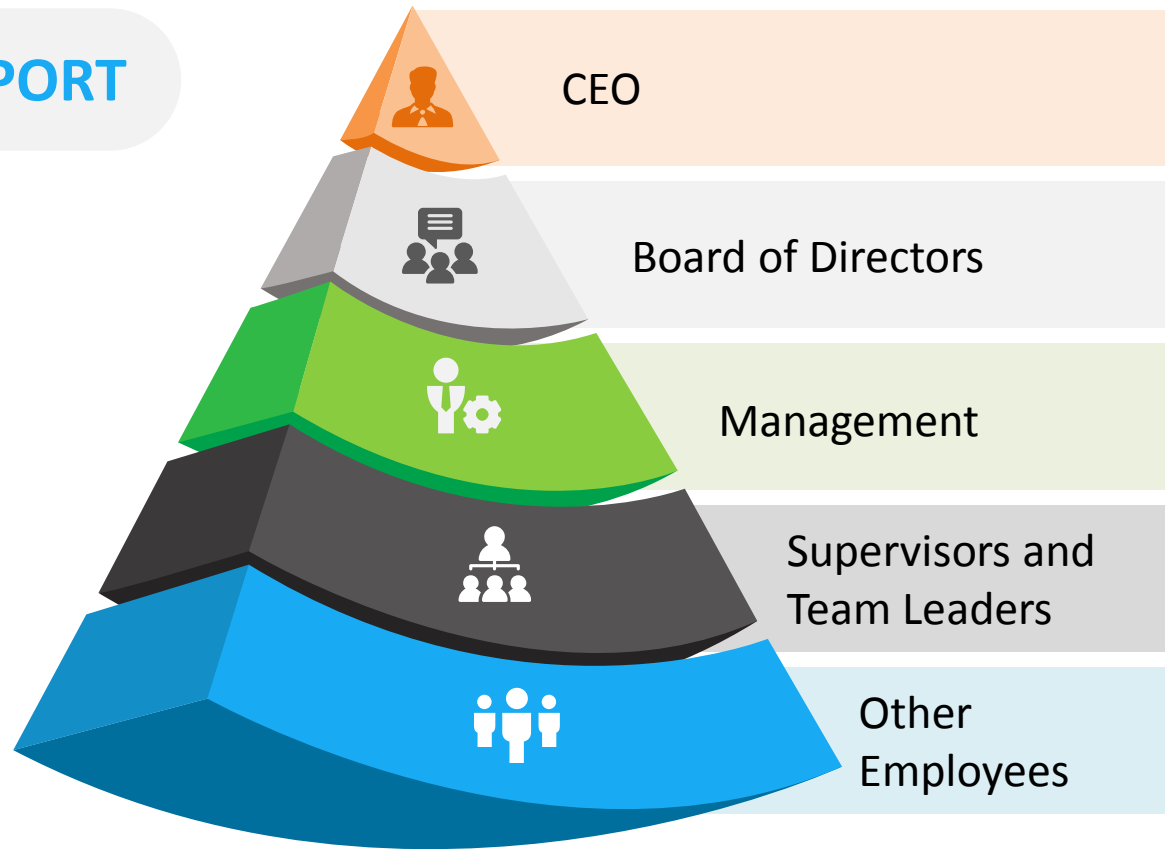 PORT
CEO
Board of Directors
Management
Supervisors and
Team Leaders
Other
Employees